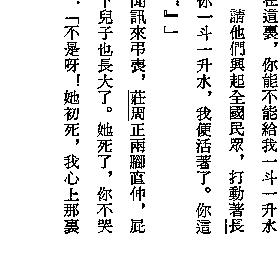 在這裏，你能不能給我一斗一升水
請他們興起全國民眾，打動著長
你一斗一升水，我便活著了。你這
。』」
聞訊來弔喪，莊周正兩腳直伸，屁
下兒子也長大了。她死了，你不哭
：「不是呀！她初死，我心上那裏